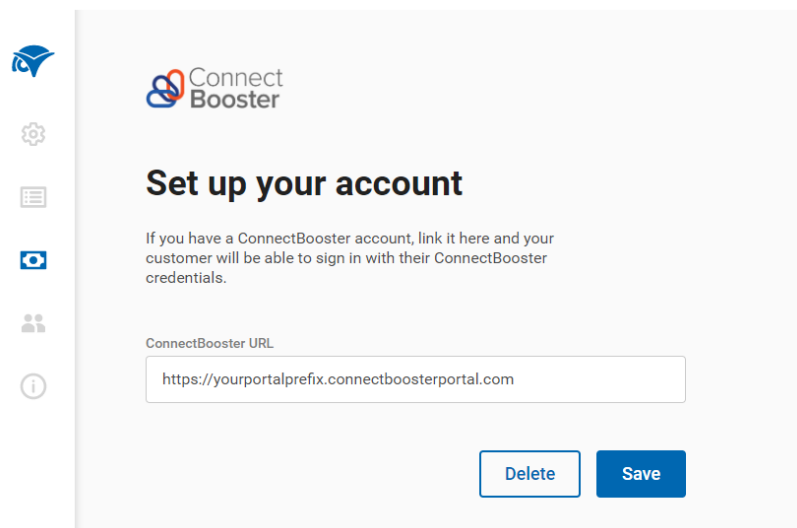 Connect
Booster
Set up your account
If you have a ConnectBooster account, link it here and your
customer will be able to sign in with their ConnectBooster
credentials.
ConnectBooster URL
https://yourportalprefix.connectboosterportal.com
Delete
Save